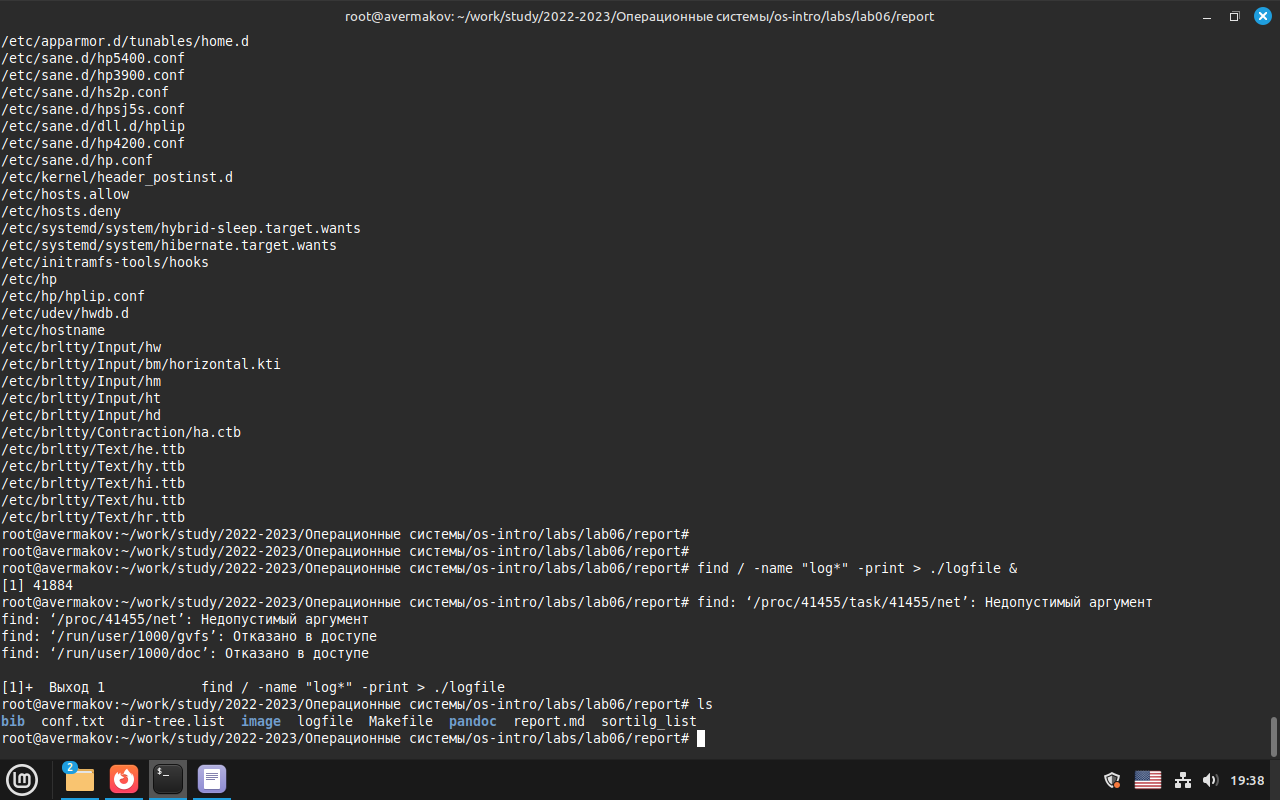 root@avermakov: ~/work/study/2022-2023/Операционные системы/os-intro/labs/lab06/report
/etc/apparmor.d/tunables/home.d
/etc/sane.d/hp5400.conf
/etc/sane.d/hp3900.conf
/etc/sane.d/hs2p.conf
/etc/sane.d/hpsj5s.conf
/etc/sane.d/dll.d/hplip
/etc/sane.d/hp4200.conf
/etc/sane.d/hp.conf
/etc/kernel/header_postinst.d
/etc/hosts.allow
/etc/hosts.deny
/etc/systemd/system/hybrid-sleep.target.wants
/etc/systemd/system/hibernate.target.wants
/etc/initramfs-tools/hooks
/etc/hp
/etc/hp/hplip.conf
/etc/udev/hwdb.d
/etc/hostname
/etc/brltty/Input/hw
/etc/brltty/Input/bm/horizontal.kti
/etc/brltty/Input/hm
/etc/brltty/Input/ht
/etc/brltty/Input/hd
/etc/brltty/Contraction/ha.ctb
/etc/brltty/Text/he.ttb
/etc/brltty/Text/hy.ttb
/etc/brltty/Text/hi.ttb
/etc/brltty/Text/hu.ttb
/etc/brltty/Text/hr.ttb
root@avermakov:~/work/study/2022-2023/Операционные системы/os-intro/labs/lab06/report#
root@avermakov:~/work/study/2022-2023/Операционные системы/os-intro/labs/lab06/report#
root@avermakov:~/work/study/2022-2023/Операционные системы/os-intro/labs/lab06/report# find / -name "log*" -print > ./logfile &
[1] 41884
root@avermakov:~/work/study/2022-2023/Операционные системы/os-intro/labs/lab06/report# find: ‘/proc/41455/task/41455/net’: Недопустимый аргумент
find: ‘/proc/41455/net’: Недопустимый аргумент
find: ‘/run/user/1000/gvfs’: Отказано в доступе
find: ‘/run/user/1000/doc’: Отказано в доступе
[1]+  Выход 1            find / -name "log*" -print > ./logfile
root@avermakov:~/work/study/2022-2023/Операционные системы/os-intro/labs/lab06/report# ls
bib  conf.txt  dir-tree.list  image  logfile  Makefile  pandoc  report.md  sortilg_list
root@avermakov:~/work/study/2022-2023/Операционные системы/os-intro/labs/lab06/report#
2
$_
19:38